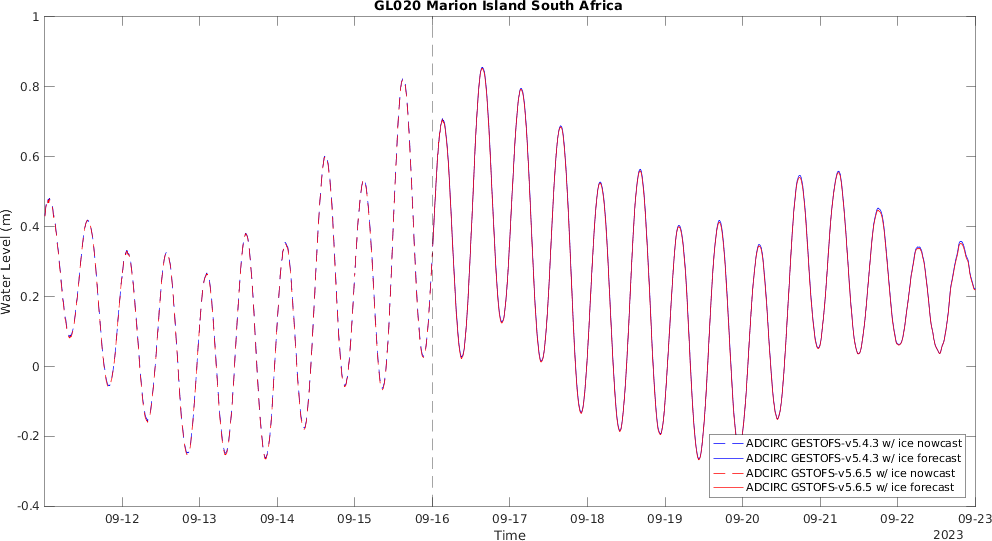 GL020 Marion Island South Africa
Water Level (m)
1
0.8
0.6
0.4
0.2
0
-0.2
-0.4
ADCIRC GESTOFS-v5.4.3 w/ ice nowcast
ADCIRC GESTOFS-v5.4.3 w/ ice forecast
ADCIRC GSTOFS-v5.6.5 w/ ice nowcast
ADCIRC GSTOFS-v5.6.5 w/ ice forecast
09-12 09-13 09-14 09-15 09-16 09-17 09-18 09-19 09-20 09-21 09-22 09-23
Time
2023